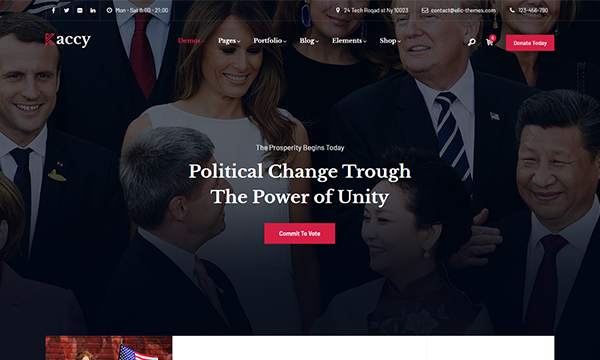 Mon - Sat 8:00 - 21:00
24 Tech Roqad st Ny 10023
contact@elic-themes.com
123-456-790
Kaccy
Demos
Pages
Portfolio
Blog
Elements
Shop
0
Donate Today
The Prosperity Begins Today
Political Change Trough
The Power of Unity
Commit To Vote